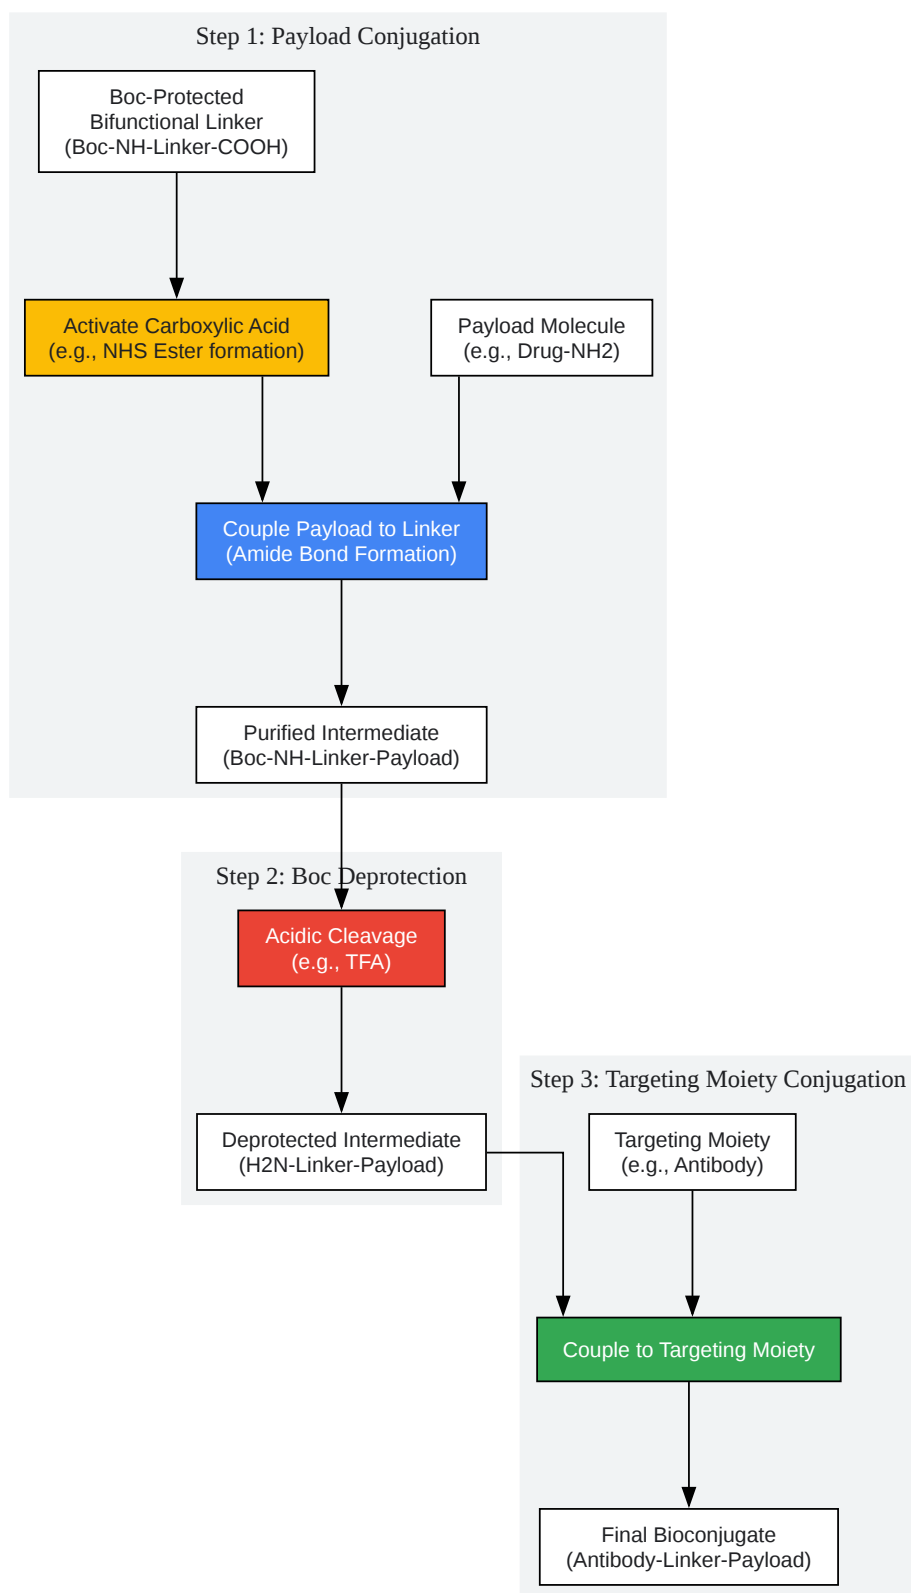 Step 1: Payload Conjugation
Boc-Protected
Bifunctional Linker
(Boc-NH-Linker-COOH)
Activate Carboxylic Acid
(e.g., NHS Ester formation)
Payload Molecule
(e.g., Drug-NH2)
Couple Payload to Linker
(Amide Bond Formation)
Purified Intermediate
(Boc-NH-Linker-Payload)
Step 2: Boc Deprotection
Acidic Cleavage
(e.g., TFA)
Deprotected Intermediate
(H2N-Linker-Payload)
Step 3: Targeting Moiety Conjugation
Targeting Moiety
(e.g., Antibody)
Couple to Targeting Moiety
Final Bioconjugate
(Antibody-Linker-Payload)